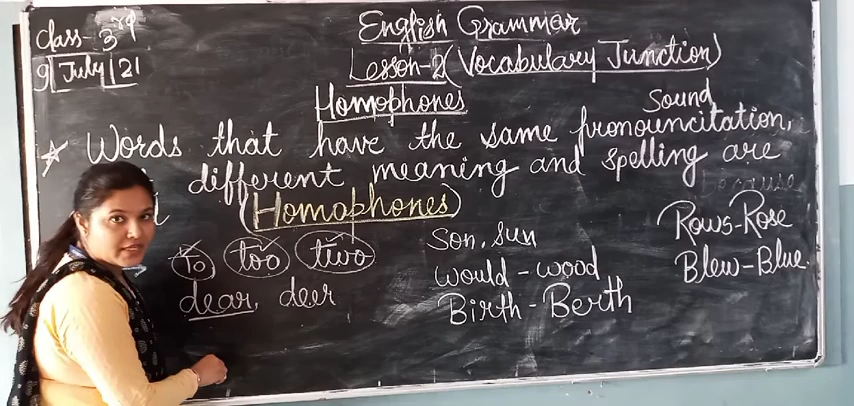 class- 3rd
9 July 21
English Grammar
Lesson-2 (Vocabulary Junction)
Homophones
Sound
Words that have the same pronouncitation,
different meaning and spelling are
(Homophones)
To too two
dear, deer
Son, Sun
would - wood
Birth - Berth
Rows-Rose
Blew-Blue